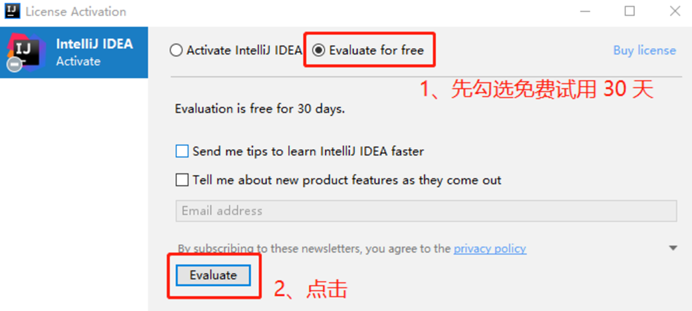 License Activation
IntelliJ IDEA
Activate
Activate IntelliJ IDEA Evaluate for free Buy license
1、先勾选免费试用 30 天
Evaluation is free for 30 days.
Send me tips to learn IntelliJ IDEA faster
Tell me about new product features as they come out
Email address
By subscribing to these newsletters, you agree to the privacy policy
Evaluate
2、点击